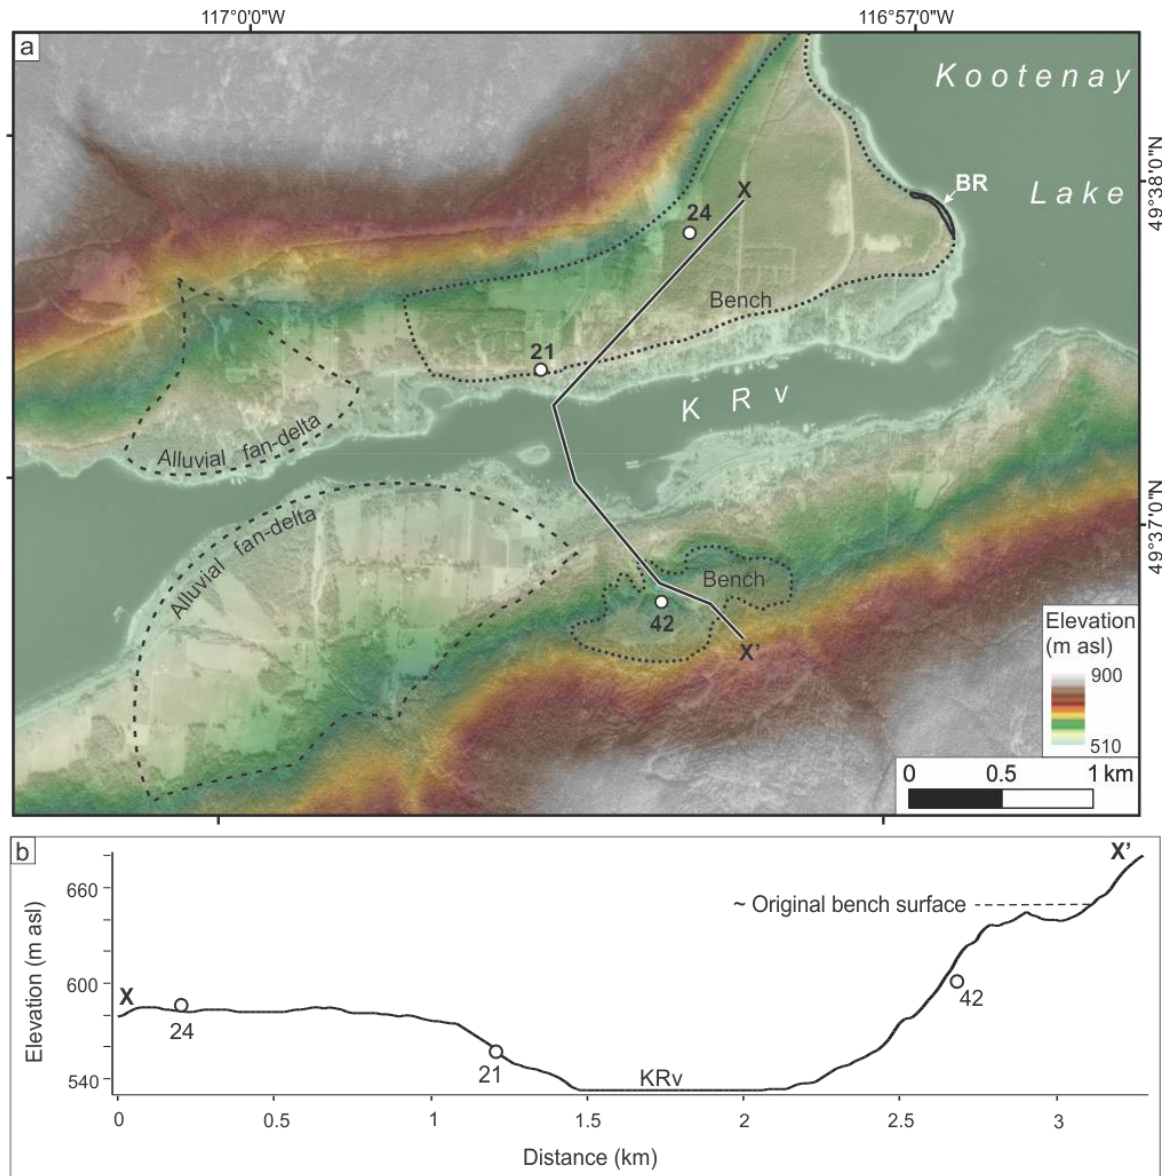 117°0'0"W
116°57'0"W
a
Kootenay
Lake
49°38'0"N
X
BR
24
Bench
21
K Rv
Alluvial fan-delta
Alluvial fan-delta
49°37'0"N
Bench
42
X'
Elevation
(m asl)
900
510
0 0.5 1 km
b
X'
660
~ Original bench surface
Elevation (m asl)
600
X
24
42
21
540
KRv
0 0.5 1 1.5 2 2.5 3
Distance (km)